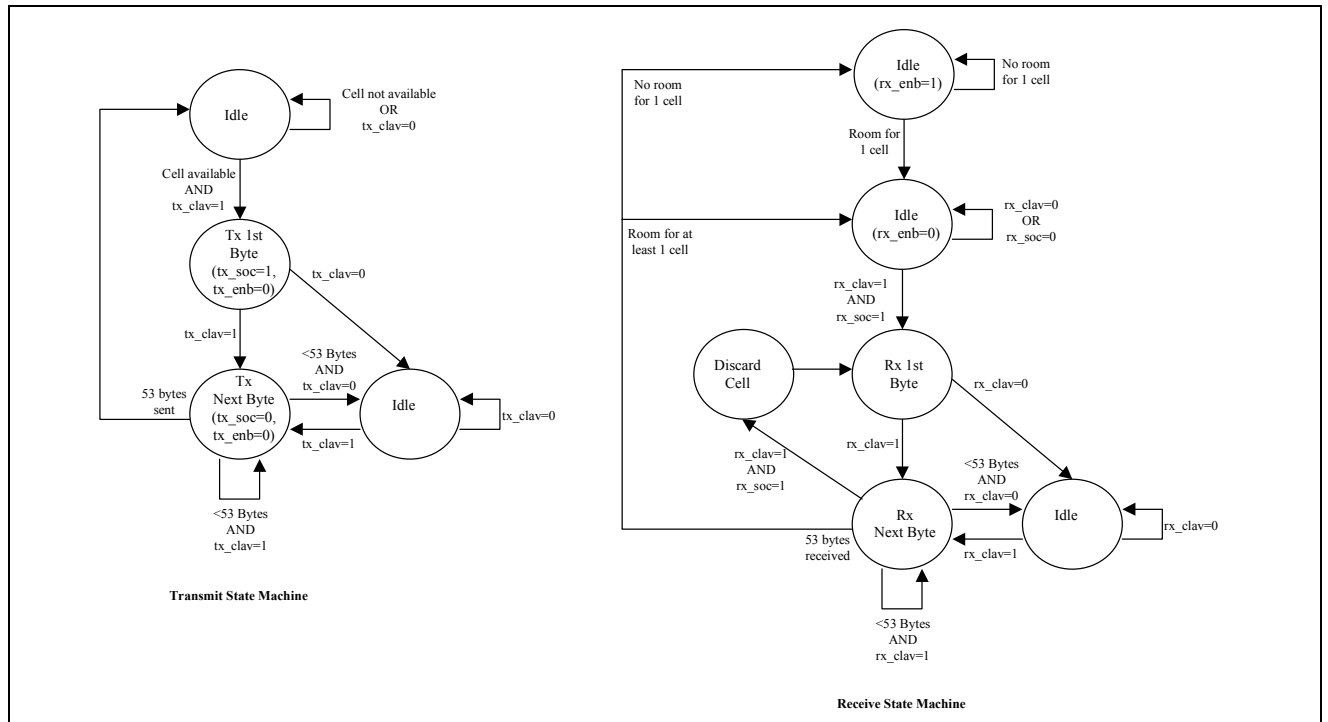 Idle
Cell not available
OR
tx_clav=0
Cell available
AND
tx_clav=1
Tx 1st
Byte
(tx_soc=1,
tx_enb=0)
tx_clav=0
tx_clav=1
Tx
Next Byte
(tx_soc=0,
tx_enb=0)
53 bytes
sent
<53 Bytes
AND
tx_clav=0
tx_clav=1
Idle
tx_clav=0
<53 Bytes
AND
tx_clav=1
Transmit State Machine
Idle
(rx_enb=1)
No room
for 1 cell
No room
for 1 cell
Room for
1 cell
Idle
(rx_enb=0)
rx_clav=0
OR
rx_soc=0
Room for at
least 1 cell
rx_clav=1
AND
rx_soc=1
Discard
Cell
Rx 1st
Byte
rx_clav=0
rx_clav=1
rx_clav=1
AND
rx_soc=1
Rx
Next Byte
53 bytes
received
<53 Bytes
AND
rx_clav=0
rx_clav=1
Idle
rx_clav=0
<53 Bytes
AND
rx_clav=1
Receive State Machine